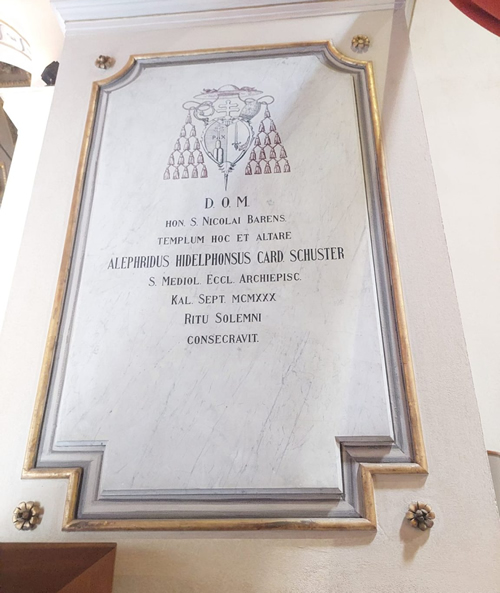 D. O. M.
HON. S. NICOLAI BARENS.
TEMPLUM HOC ET ALTARE
ALEPHRIDUS HIDELPHONSUS CARD. SCHUSTER
S. MEDIOL. ECCL. ARCHIEPISC.
KAL. SEPT. MCMXXX
RITU SOLEMNI
CONSECRAVIT.